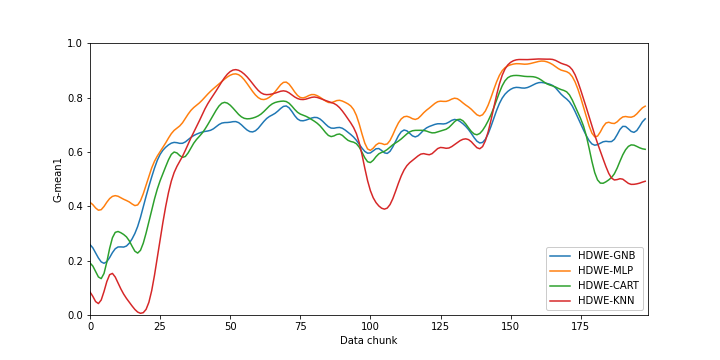 1.0
0.8
0.6
0.4
0.2
0.0
G-mean1
0
25
50
75
100
125
150
175
Data chunk
HDWE-GNB
HDWE-MLP
HDWE-CART
HDWE-KNN